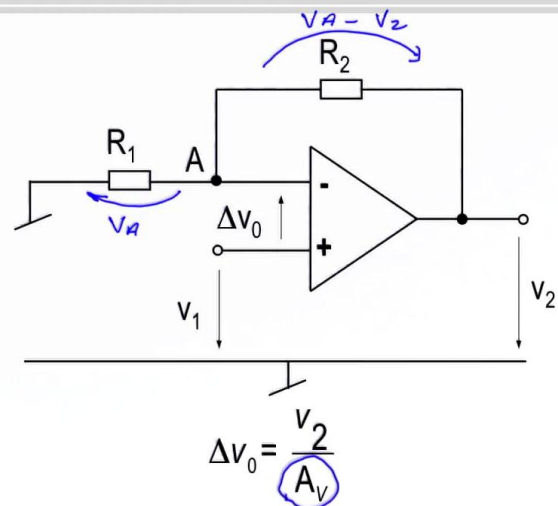 VA - V2
R2
R1
A
-
VA
Δv0
+
v1
v2
Δv0 = v2 / Av